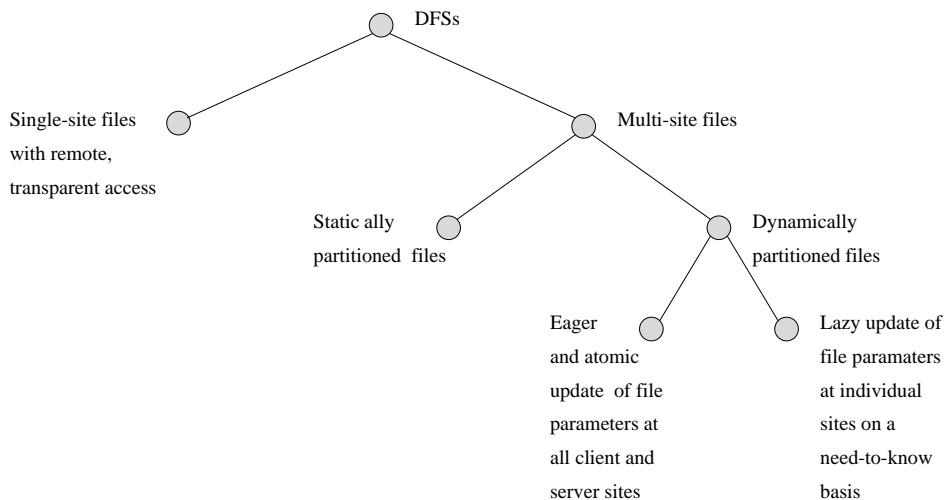 DFSs
Single-site files
with remote,
transparent access
Multi-site files
Static ally
partitioned files
Dynamically
partitioned files
Eager
and atomic
update of file
parameters at
all client and
server sites
Lazy update of
file paramaters
at individual
sites on a
need-to-know
basis